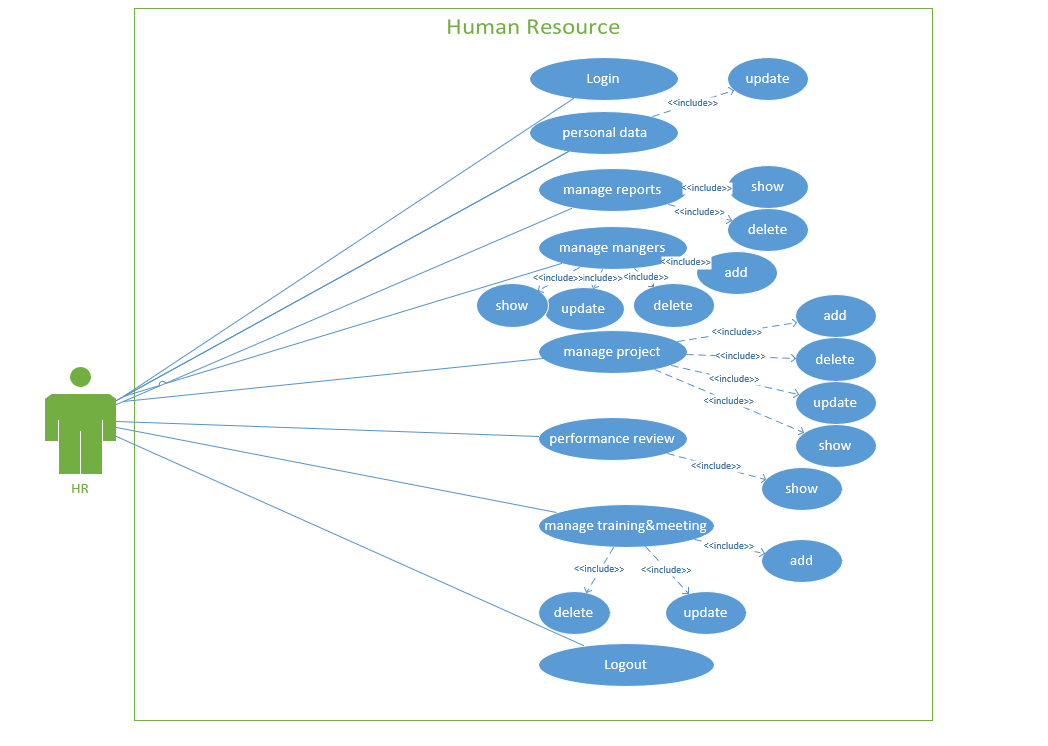 Human Resource
Login
update
<<include>>
personal data
manage reports
<<include>>
show
<<include>>
delete
manage mangers
<<include>>
add
<<include>>
include>>
<<include>>
show
update
delete
add
<<include>>
manage project
<<include>>
delete
<<include>>
<<include>>
update
performance review
show
<<include>>
HR
show
manage training&meeting
<<include>>
add
<<include>>
<<include>>
delete
update
Logout